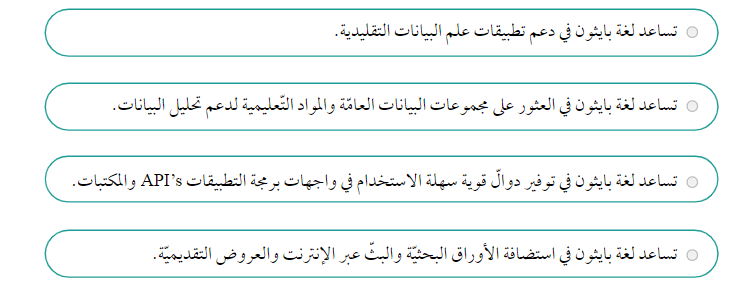 تساعد لغة بايثون في دعم تطبيقات علم البيانات التقليدية.
تساعد لغة بايثون في العثور على مجموعات البيانات العامّة والمواد التّعليمية لدعم تحليل البيانات.
تساعد لغة بايثون في توفير دوالّ قوية سهلة الاستخدام في واجهات برمجة التطبيقات API’s والمكتبات.
تساعد لغة بايثون في استضافة الأوراق البحثيّة والبثّ عبر الإنترنت والعروض التقديميّة.